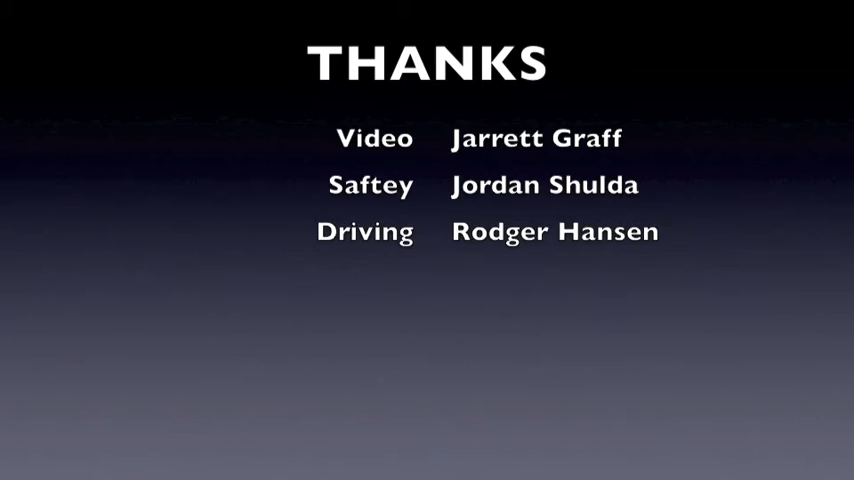 THANKS
Video Jarrett Graff
Saftey Jordan Shulda
Driving Rodger Hansen